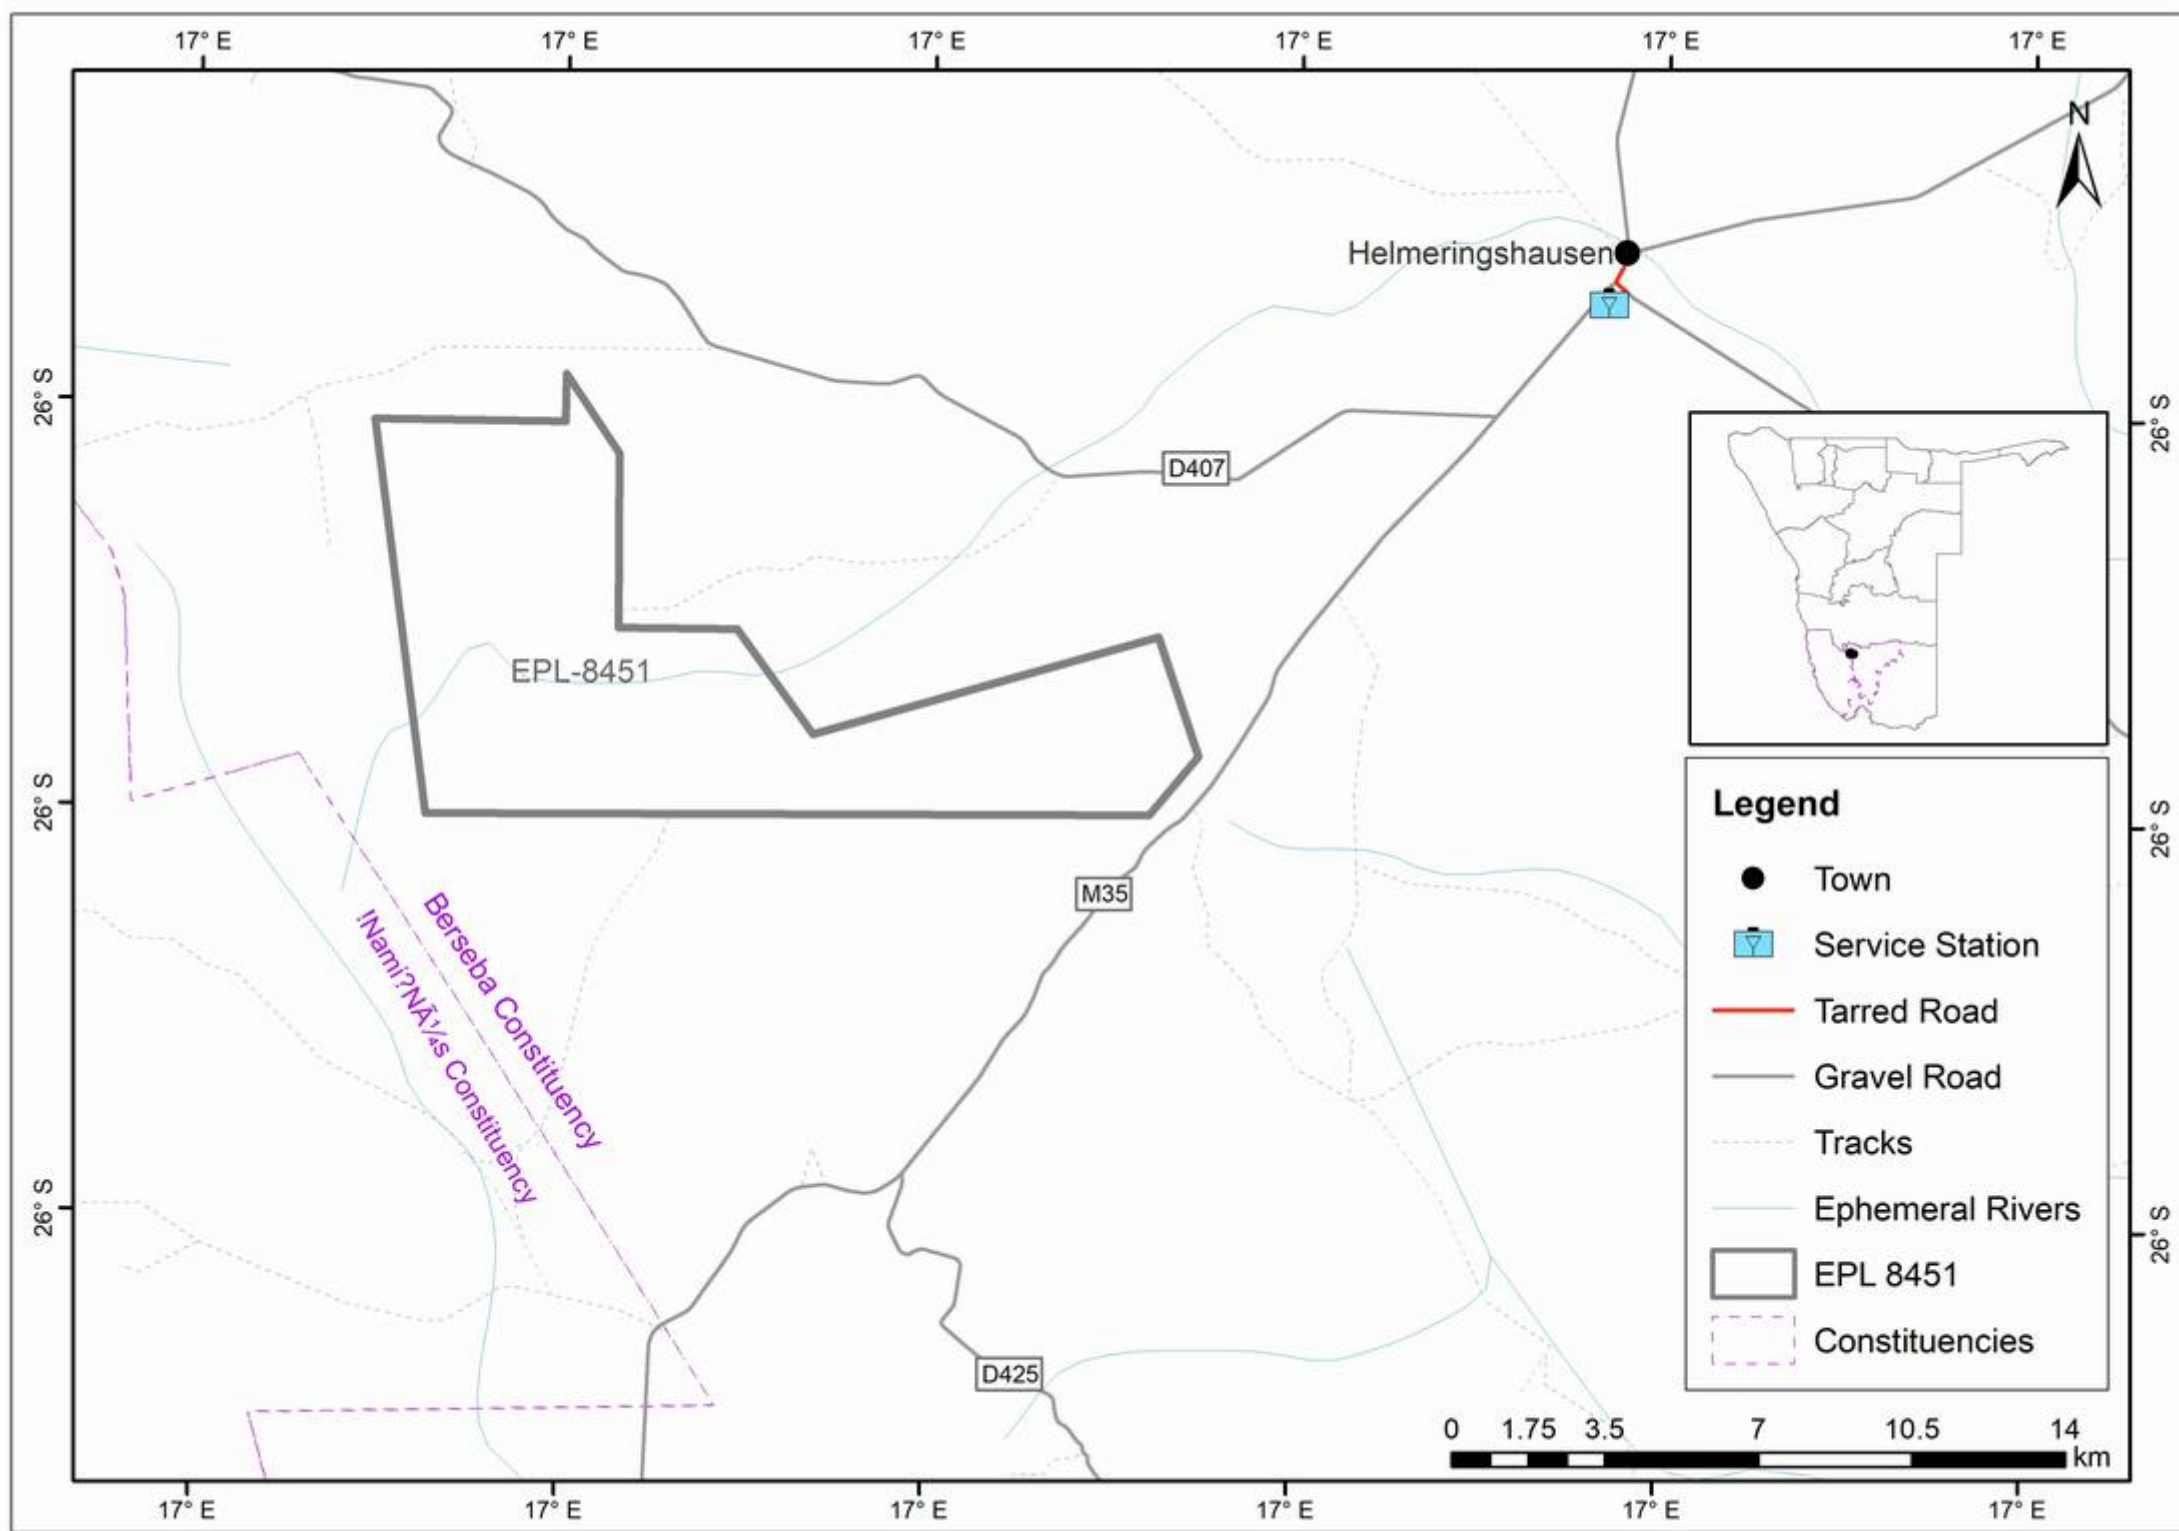 17° E 17° E 17° E 17° E 17° E 17° E
N
Helmeringshausen
26° S
26° S
D407
EPL-8451
26° S
26° S
M35
Berseba Constituency
!Nami?NÃ¼s Constituency
26° S
26° S
D425
Legend
Town
Service Station
Tarred Road
Gravel Road
Tracks
Ephemeral Rivers
EPL 8451
Constituencies
0 1.75 3.5 7 10.5 14
km
17° E 17° E 17° E 17° E 17° E 17° E